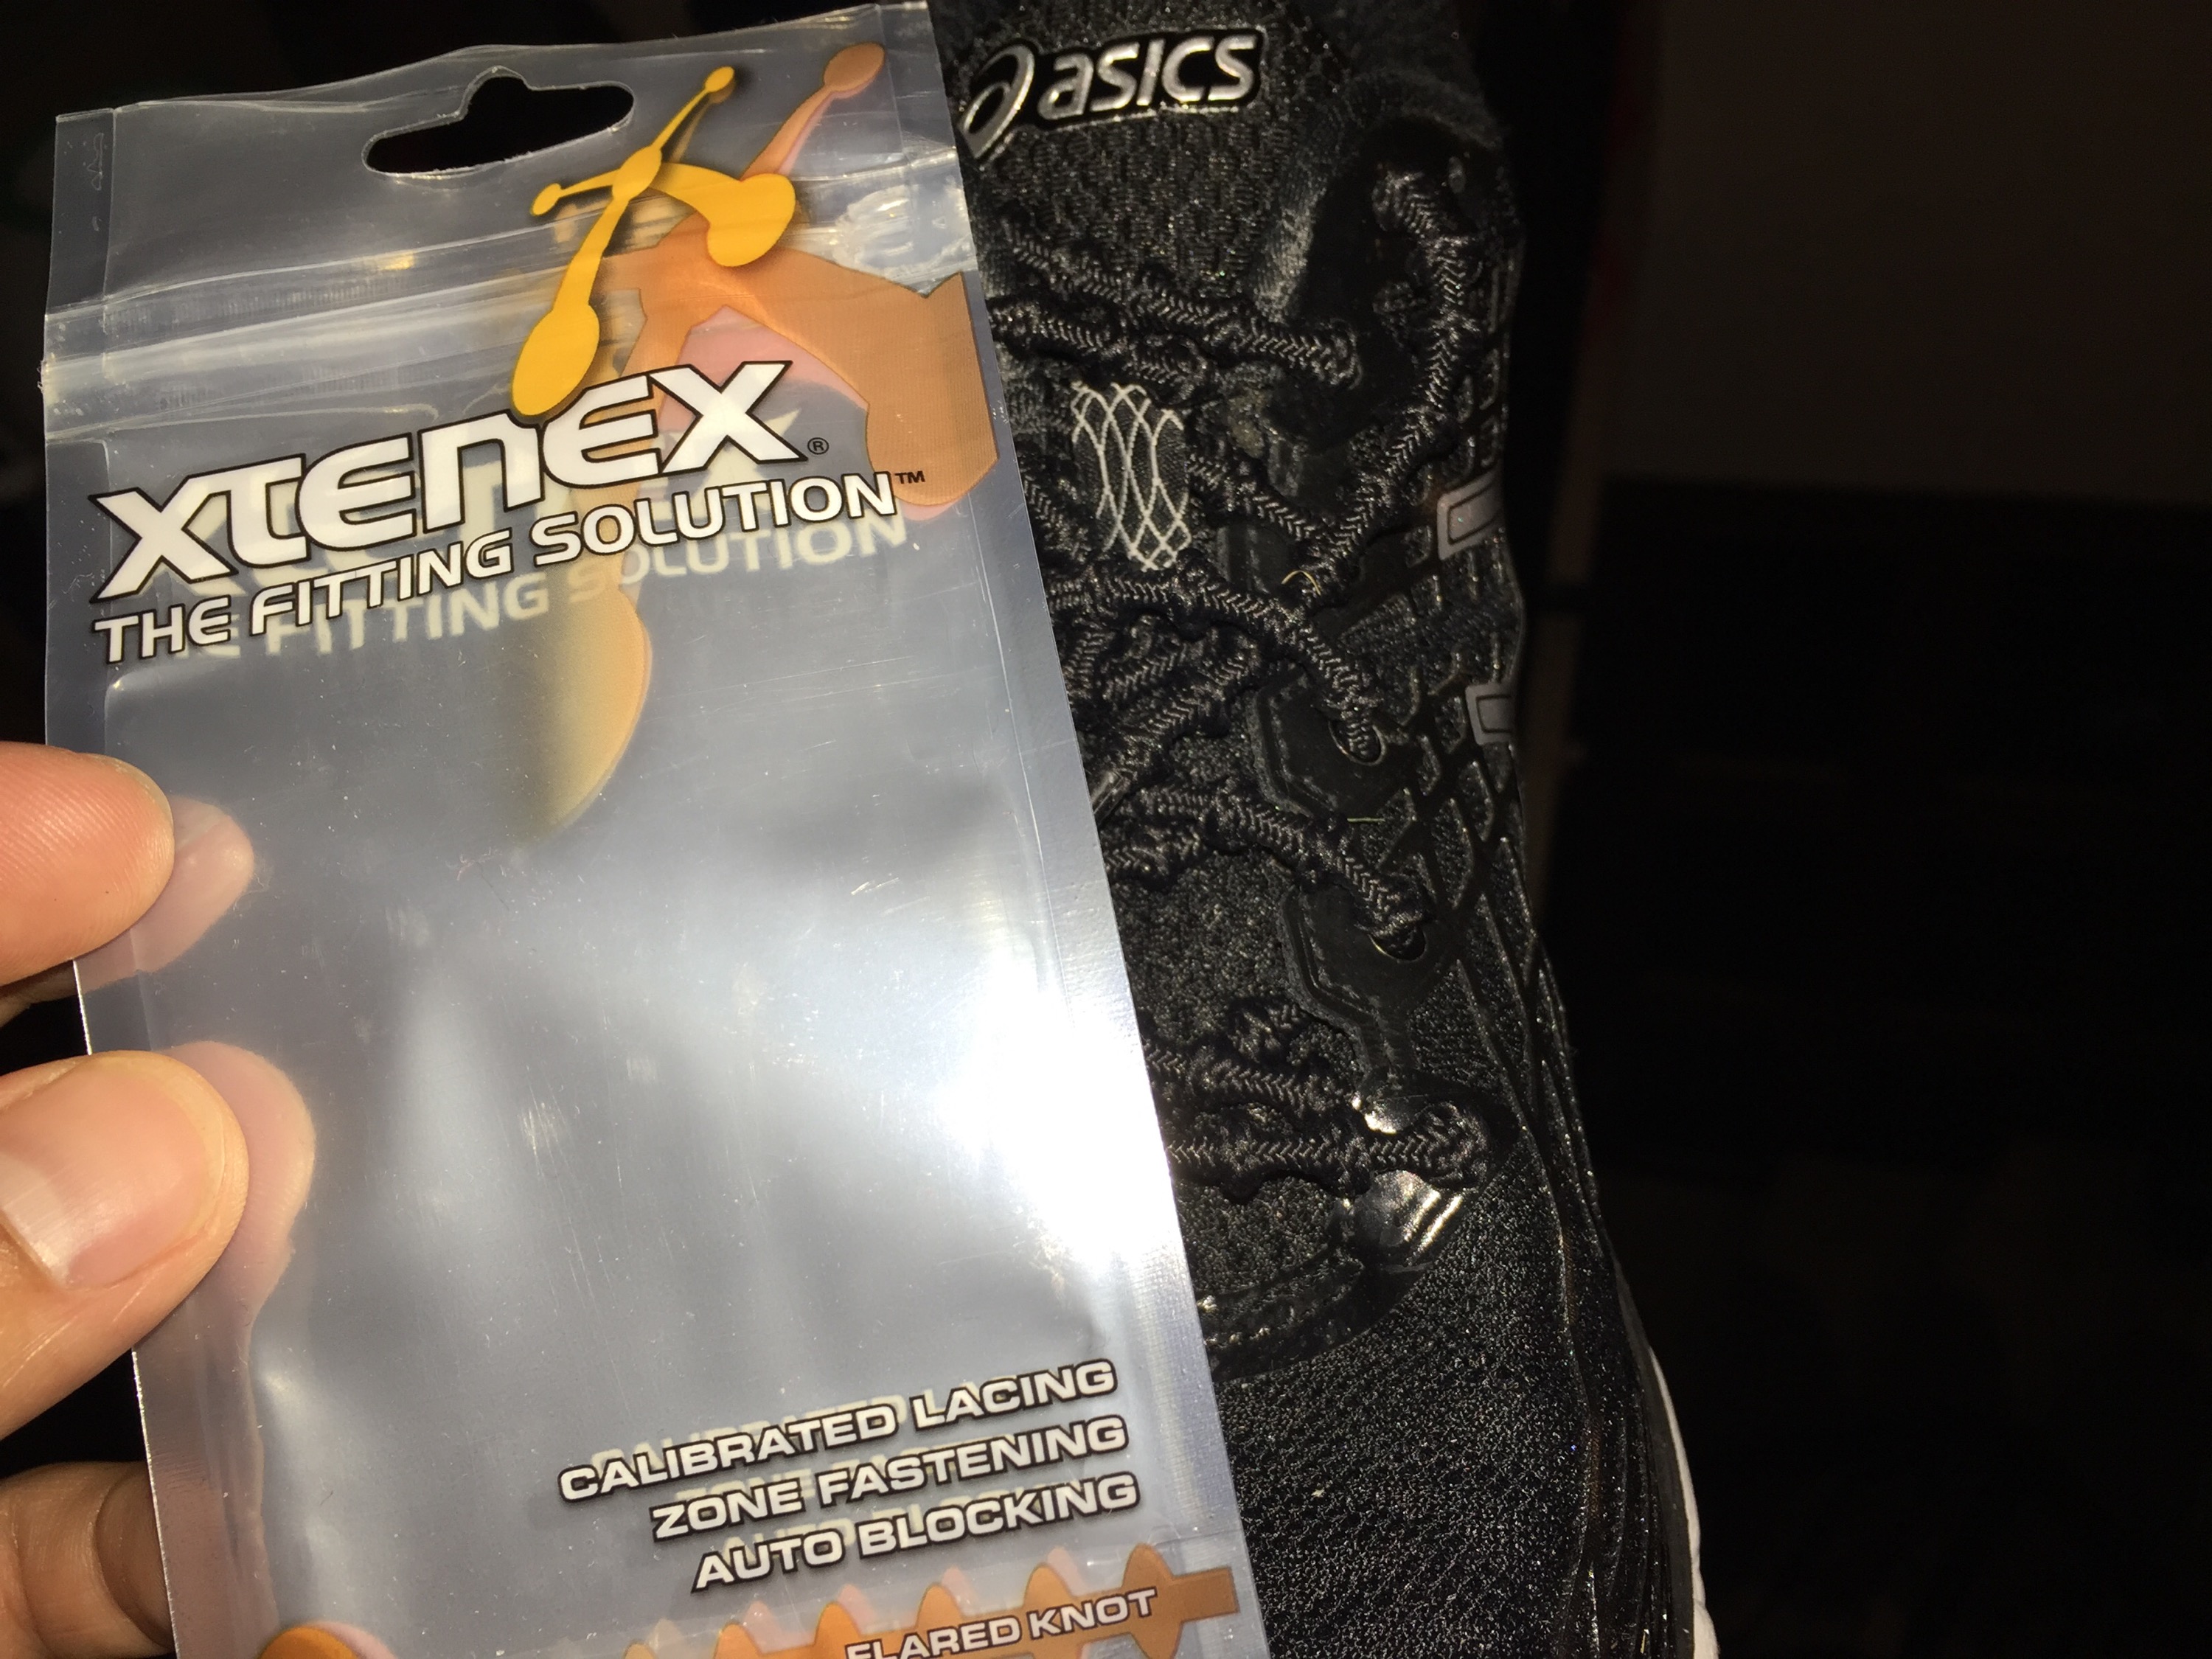 asics
XTENEX®
THE FITTING SOLUTION™
CALIBRATED LACING
ZONE FASTENING
AUTO BLOCKING
FLARED KNOT